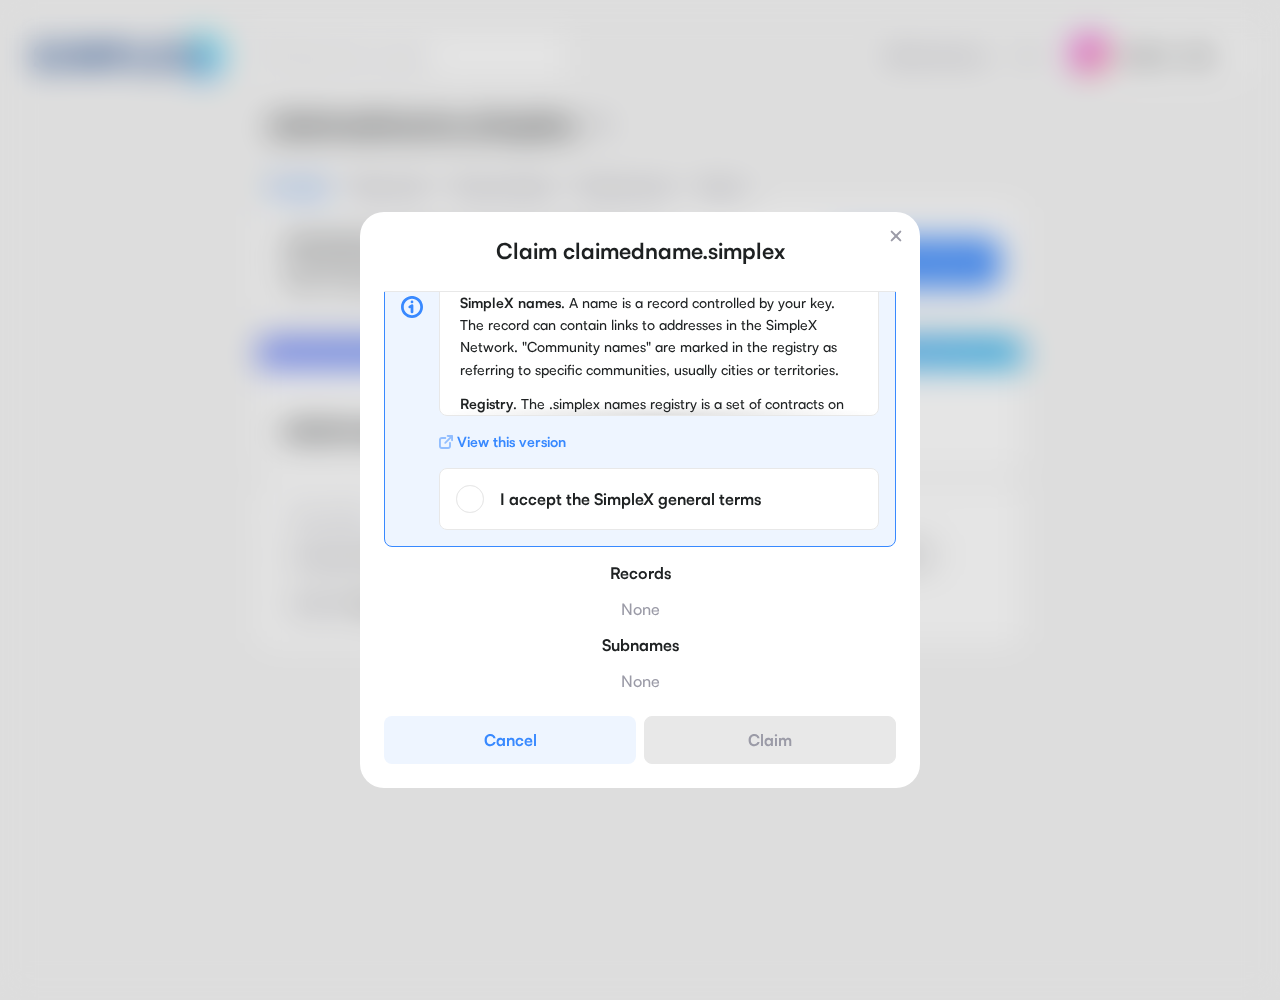 Claim claimedname.simplex
SimpleX names. A name is a record controlled by your key.
The record can contain links to addresses in the SimpleX
Network. "Community names" are marked in the registry as
referring to specific communities, usually cities or territories.
Registry. The .simplex names registry is a set of contracts on
View this version
I accept the SimpleX general terms
Records
None
Subnames
None
Cancel
Claim